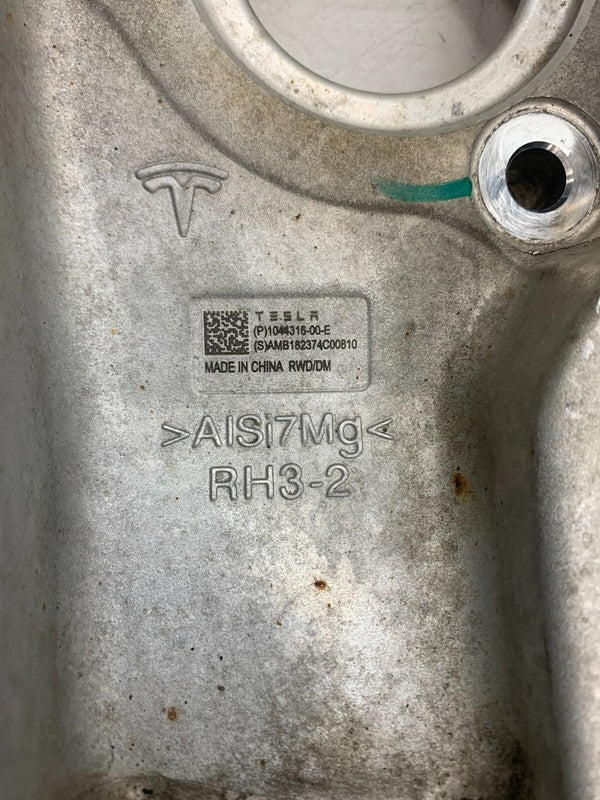 TESLA
(P)1044316-00-E
(S)AMB182374C00810
MADE IN CHINA RWD/DM
>AlSi7Mg<
RH3-2